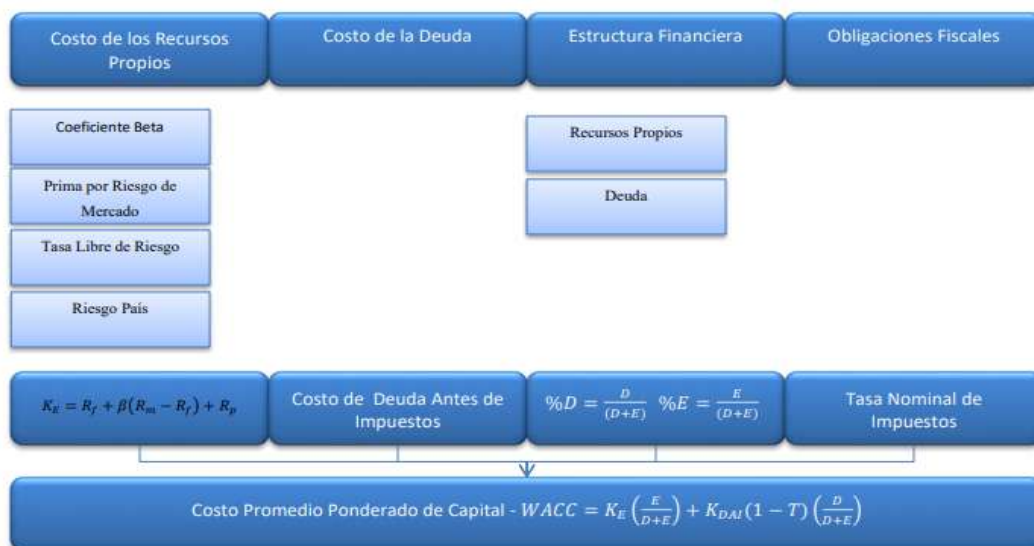 Costo de los Recursos
Propios
Costo de la Deuda
Estructura Financiera
Obligaciones Fiscales
Coeficiente Beta
Prima por Riesgo de
Mercado
Tasa Libre de Riesgo
Riesgo País
Recursos Propios
Deuda
K_E = R_f + β(R_m − R_f) + R_p
Costo de Deuda Antes de
Impuestos
%D = D/(D+E) %E = E/(D+E)
Tasa Nominal de
Impuestos
Costo Promedio Ponderado de Capital - WACC = K_E (E/(D+E)) + K_DAI (1 − T) (D/(D+E))